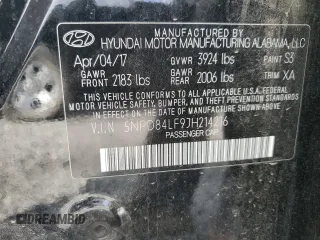 MANUFACTURED BY
HYUNDAI MOTOR MANUFACTURING ALABAMA, LLC
Apr/04/17 GVWR 3924 lbs PAINT S3
GAWR FRONT 2183 lbs GAWR REAR 2006 lbs TRIM XA
THIS VEHICLE CONFORMS TO ALL APPLICABLE U.S.A. FEDERAL
MOTOR VEHICLE SAFETY, BUMPER, AND THEFT PREVENTION
STANDARDS IN EFFECT ON THE DATE OF MANUFACTURE SHOWN ABOVE.
V.I.N 5NPD84LF9JH214216
PASSENGER CAR
AutoBidMaster